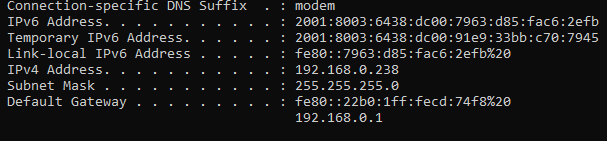 Connection-specific DNS Suffix . : modem
IPv6 Address. . . . . . . . . . . : 2001:8003:6438:dc00:7963:d85:fac6:2efb
Temporary IPv6 Address. . . . . . : 2001:8003:6438:dc00:91e9:33bb:c70:7945
Link-local IPv6 Address . . . . . : fe80::7963:d85:fac6:2efb%20
IPv4 Address. . . . . . . . . . . : 192.168.0.238
Subnet Mask . . . . . . . . . . . : 255.255.255.0
Default Gateway . . . . . . . . . : fe80::22b0:1ff:fecd:74f8%20
192.168.0.1